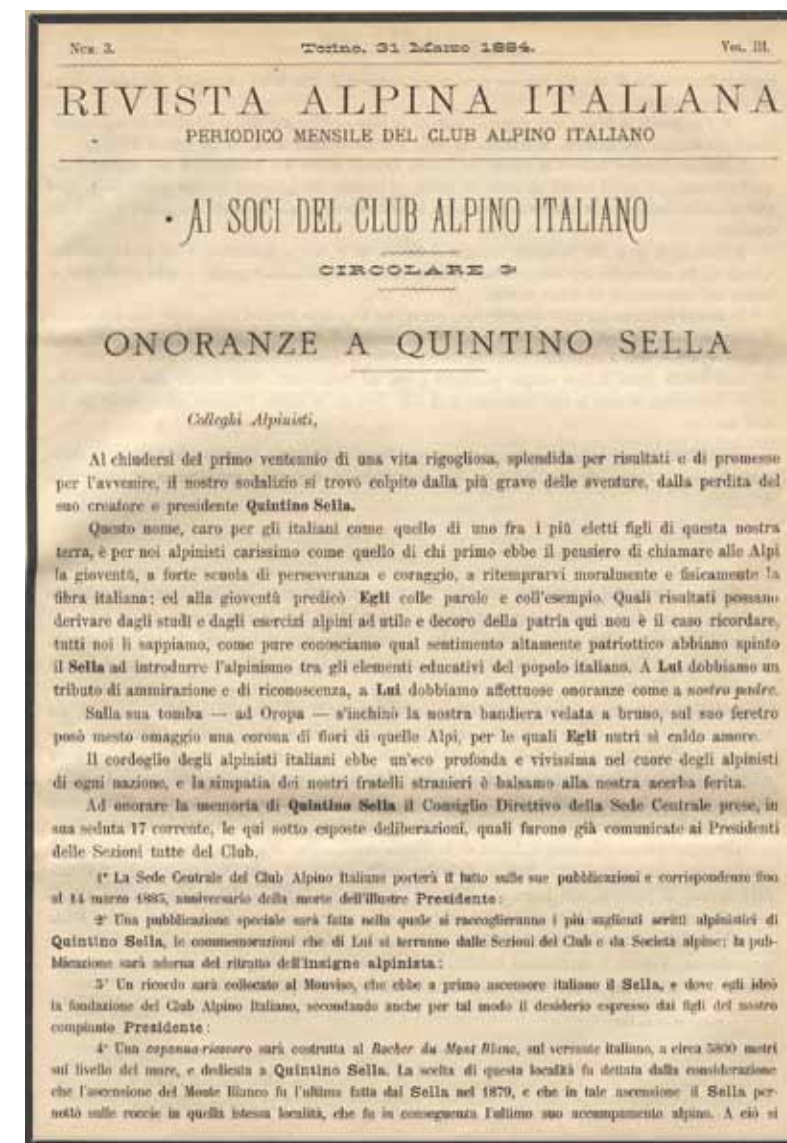 NUM. 3. Torino, 31 Marzo 1884. VOL. III.
RIVISTA ALPINA ITALIANA
PERIODICO MENSILE DEL CLUB ALPINO ITALIANO
AI SOCI DEL CLUB ALPINO ITALIANO
CIRCOLARE 3ª
ONORANZE A QUINTINO SELLA
Colleghi Alpinisti,
Al chiudersi del primo ventennio di una vita rigogliosa, splendida per risultati e di promesse
per l'avvenire, il nostro sodalizio si trovò colpito dalla più grave delle sventure, dalla perdita del
suo creatore e presidente Quintino Sella.
Questo nome, caro per gli italiani come quello di uno fra i più eletti figli di questa nostra
terra, è per noi alpinisti carissimo come quello di chi primo ebbe il pensiero di chiamare alle Alpi
la gioventù, a forte scuola di perseveranza e coraggio, a ritemprarvi moralmente e fisicamente la
fibra italiana; ed alla gioventù predicò Egli colle parole e coll'esempio. Quali risultati possano
derivare dagli studi e dagli esercizi alpini ad utile e decoro della patria qui non è il caso ricordare,
tutti noi li sappiamo, come pure conosciamo qual sentimento altamente patriottico abbiano spinto
il Sella ad introdurre l'alpinismo tra gli elementi educativi del popolo italiano. A Lui dobbiamo un
tributo di ammirazione e di riconoscenza, a Lui dobbiamo affettuose onoranze come a nostro padre.
Sulla sua tomba — ad Oropa — s'inchinò la nostra bandiera velata a bruno, sul suo feretro
posò mesto omaggio una corona di fiori di quelle Alpi, per le quali Egli nutrì sì caldo amore.
Il cordoglio degli alpinisti italiani ebbe un'eco profonda e vivissima nel cuore degli alpinisti
di ogni nazione, e la simpatia dei nostri fratelli stranieri è balsamo alla nostra acerba ferita.
Ad onorare la memoria di Quintino Sella il Consiglio Direttivo della Sede Centrale prese, in
sua seduta 17 corrente, le qui sotto esposte deliberazioni, quali furono già comunicate ai Presidenti
delle Sezioni tutte del Club.
1ª La Sede Centrale del Club Alpino Italiano porterà il lutto sulle sue pubblicazioni e corrispondenze fino
al 14 marzo 1885, anniversario della morte dell'illustre Presidente;
2ª Una pubblicazione speciale sarà fatta nella quale si raccoglieranno i più saglienti scritti alpinistici di
Quintino Sella, le commemorazioni che di Lui si terranno dalle Sezioni del Club e da Società alpine; la pub-
blicazione sarà adorna del ritratto dell'insigne alpinista;
3ª Un ricordo sarà collocato al Monviso, che ebbe a primo ascensore italiano il Sella, e dove egli ideò
la fondazione del Club Alpino Italiano, secondando anche per tal modo il desiderio espresso dai figli del nostro
compianto Presidente;
4ª Una capanna-ricovero sarà costrutta al Rocher du Mont Blanc, sul versante italiano, a circa 3800 metri
sul livello del mare, e dedicata a Quintino Sella. La scelta di questa località fu dettata dalla considerazione
che l'ascensione del Monte Bianco fu l'ultima fatta dal Sella nel 1879, e che in tale ascensione il Sella per-
nottò sulle roccie in quella istessa località, che fu in conseguenza l'ultimo suo accampamento alpino. A ciò si